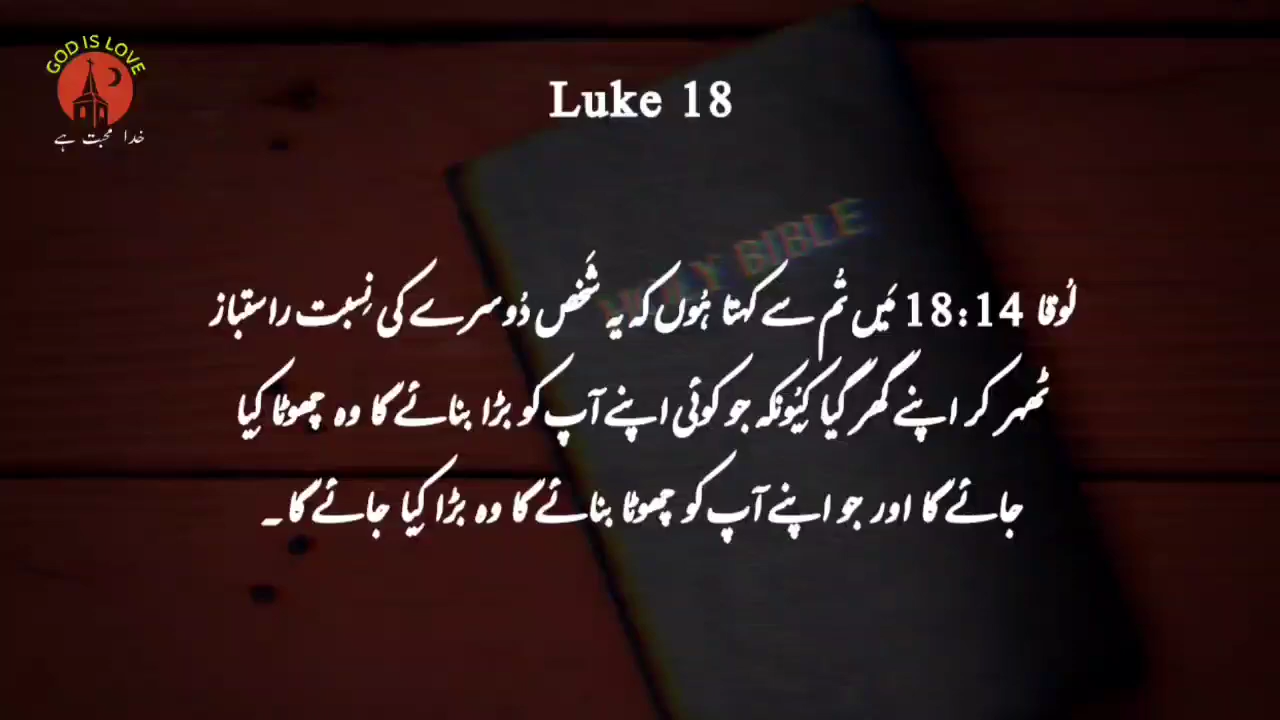 GOD IS LOVE
خدا محبت ہے
Luke 18
HOLY BIBLE
لُوقا 18:14 مَیں تُم سے کہتا ہُوں کہ یہ شَخص دُوسرے کی نِسبت راستباز
ٹھہر کر اپنے گھر گیا کیُونکہ جو کوئی اپنے آپ کو بڑا بنائے گا وہ چھوٹا کیا
جائے گا اور جو اپنے آپ کو چھوٹا بنائے گا وہ بڑا کیا جائے گا۔